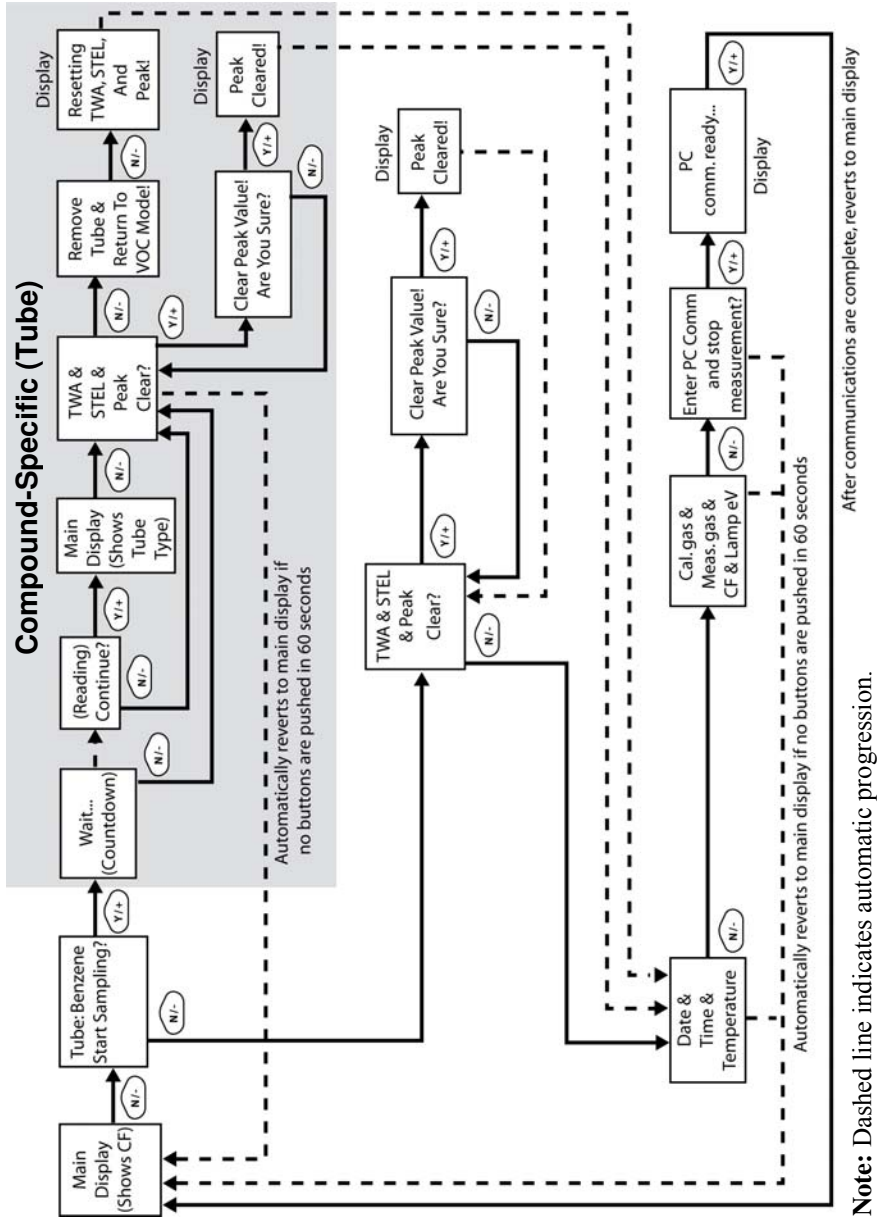 Compound-Specific (Tube)
Main
Display
(Shows CF)
N/-
Tube: Benzene
Start Sampling?
Y/+
N/-
Wait...
(Countdown)
N/-
(Reading)
Continue?
Y/+
N/-
Main
Display
(Shows
Tube
Type)
N/-
TWA &
STEL &
Peak
Clear?
N/-
Y/+
Remove
Tube &
Return To
VOC Mode!
N/-
Display
Resetting
TWA, STEL,
And
Peak!
Clear Peak Value!
Are You Sure?
Y/+
N/-
Display
Peak
Cleared!
Automatically reverts to main display if
no buttons are pushed in 60 seconds
TWA & STEL
& Peak
Clear?
Y/+
N/-
Clear Peak Value!
Are You Sure?
Y/+
N/-
Display
Peak
Cleared!
Date &
Time &
Temperature
N/-
Cal. gas &
Meas. gas &
CF & Lamp eV
N/-
Enter PC Comm
and stop
measurement?
Y/+
PC
comm. ready...
Display
Y/+
Automatically reverts to main display if no buttons are pushed in 60 seconds
After communications are complete, reverts to main display
Note: Dashed line indicates automatic progression.